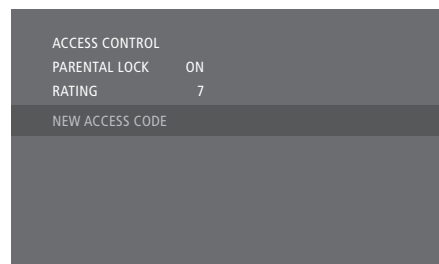 ACCESS CONTROL
PARENTAL LOCK ON
RATING 7
NEW ACCESS CODE